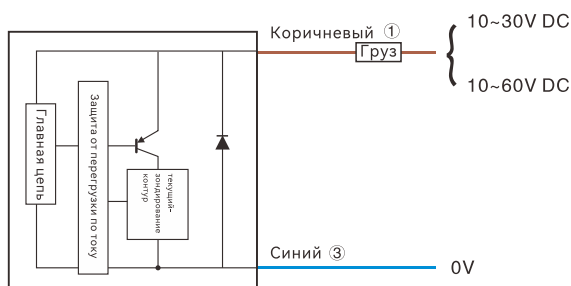 Коричневый ①
Груз
10~30V DC
10~60V DC
Главная цепь
Защита от перегрузки по току
текущий-
зондирование
контур
Синий ③
0V